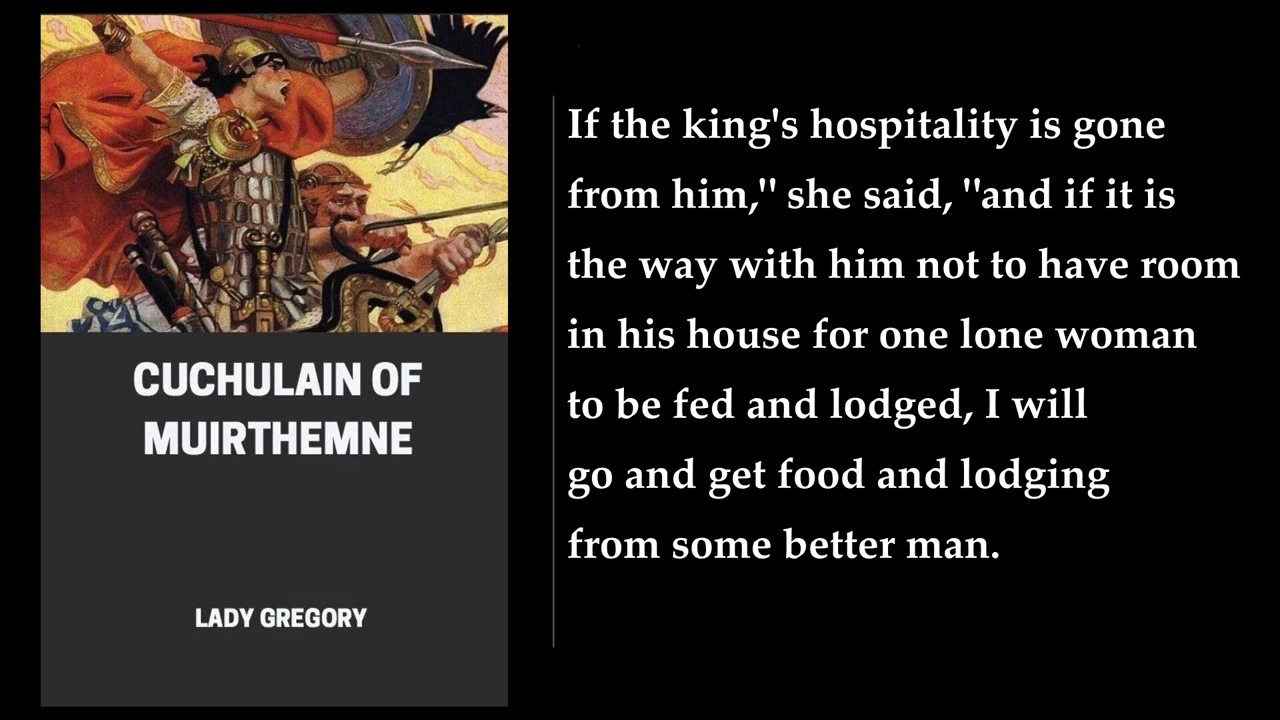 CUCHULAIN OF
MUIRTHEMNE
LADY GREGORY
If the king's hospitality is gone
from him," she said, "and if it is
the way with him not to have room
in his house for one lone woman
to be fed and lodged, I will
go and get food and lodging
from some better man.